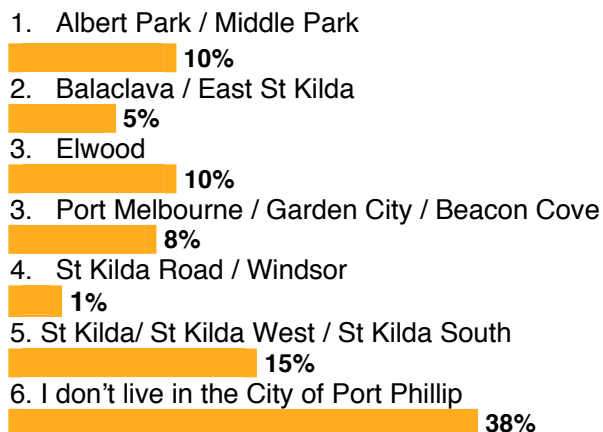 1. Albert Park / Middle Park
10%
2. Balaclava / East St Kilda
5%
3. Elwood
10%
3. Port Melbourne / Garden City / Beacon Cove
8%
4. St Kilda Road / Windsor
1%
5. St Kilda/ St Kilda West / St Kilda South
15%
6. I don’t live in the City of Port Phillip
38%